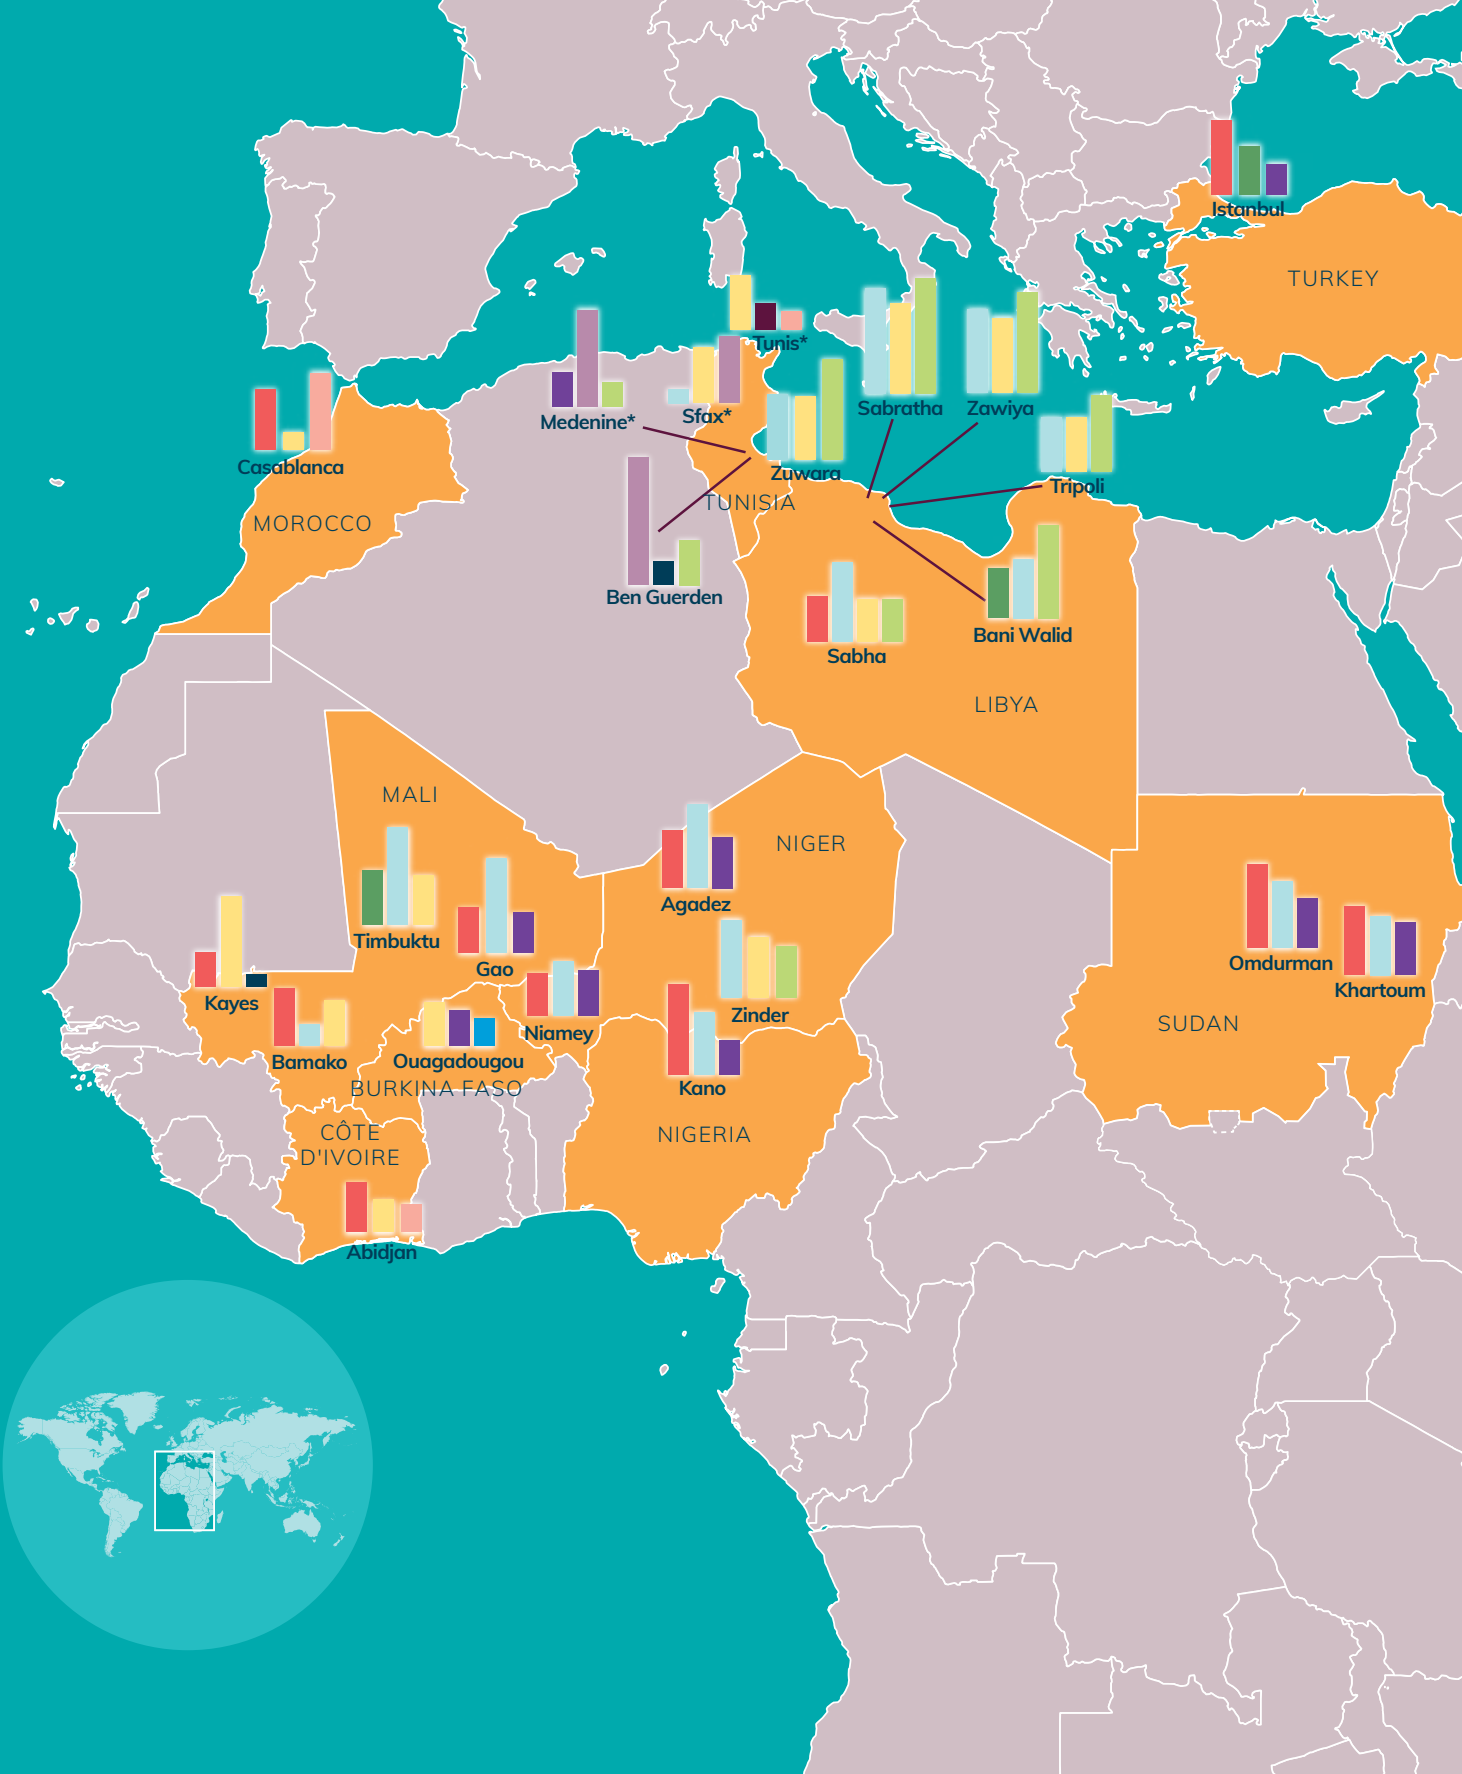 Istanbul
TURKEY
Tunis*
Sabratha
Zawiya
Medenine*
Sfax*
Casablanca
Zuwara
Tripoli
TUNISIA
MOROCCO
Ben Guerden
Bani Walid
Sabha
LIBYA
MALI
NIGER
Agadez
Timbuktu
Gao
Omdurman
Khartoum
Kayes
Zinder
SUDAN
Niamey
Bamako
Ouagadougou
BURKINA FASO
Kano
CÔTE
D'IVOIRE
NIGERIA
Abidjan